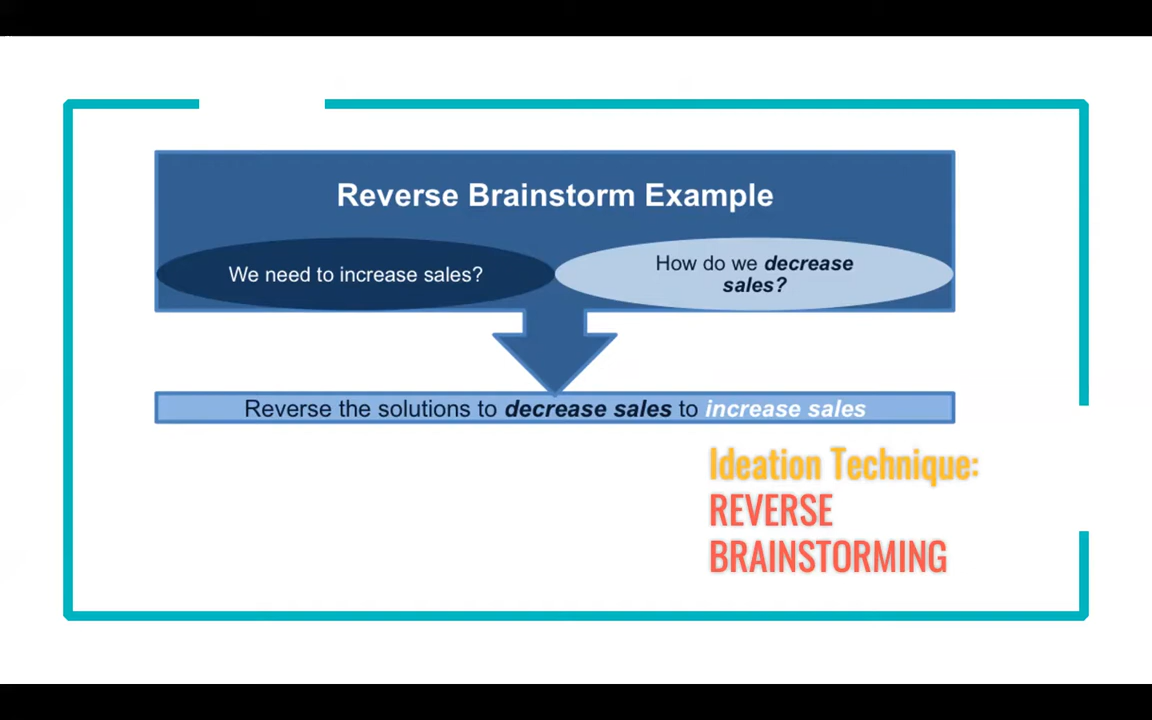 Reverse Brainstorm Example
We need to increase sales?
How do we decrease
sales?
Reverse the solutions to decrease sales to increase sales
Ideation Technique:
REVERSE
BRAINSTORMING